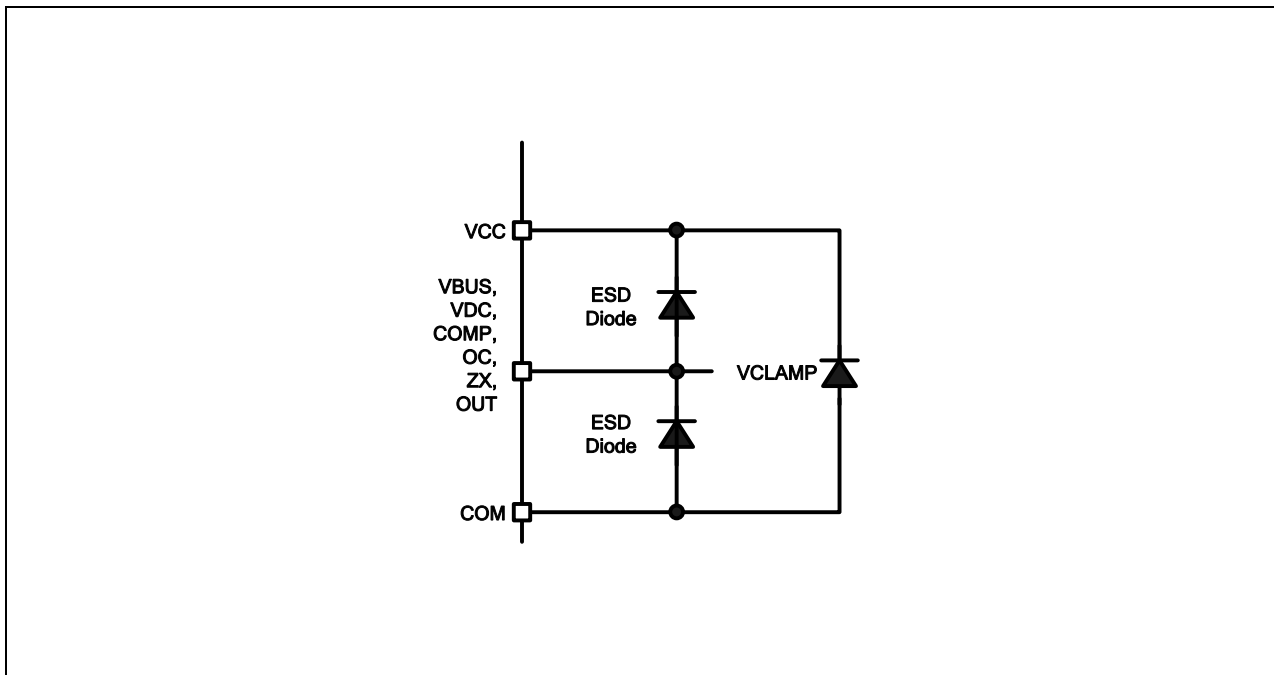 VCC
VBUS,
VDC,
COMP,
OC,
ZX,
OUT
ESD
Diode
VCLAMP
ESD
Diode
COM